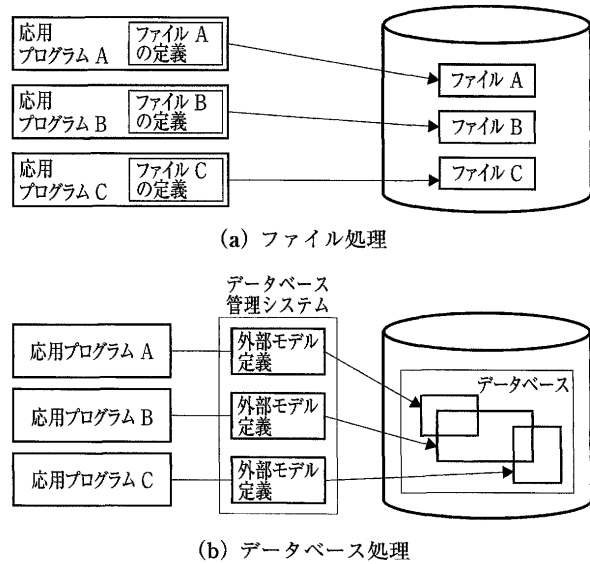 応用
プログラム A
ファイル A
の定義
ファイル A
応用
プログラム B
ファイル B
の定義
ファイル B
応用
プログラム C
ファイル C
の定義
ファイル C
(a) ファイル処理
データベース
管理システム
応用プログラム A
外部モデル
定義
データベース
応用プログラム B
外部モデル
定義
応用プログラム C
外部モデル
定義
(b) データベース処理